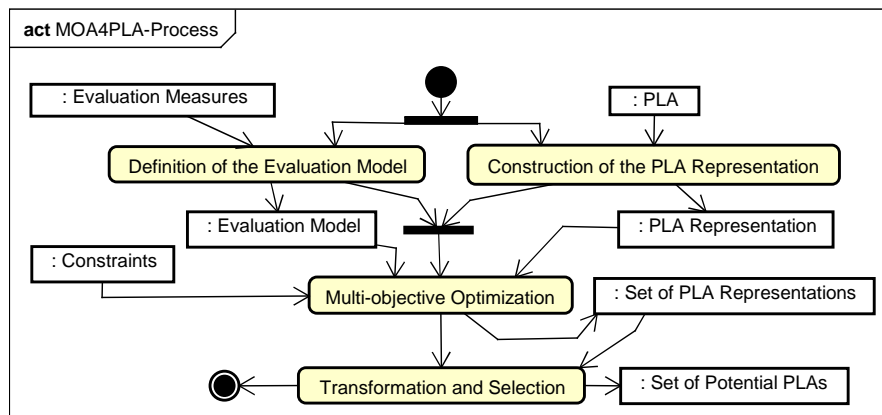 act MOA4PLA-Process
: Evaluation Measures
: PLA
Definition of the Evaluation Model
Construction of the PLA Representation
: Evaluation Model
: PLA Representation
: Constraints
Multi-objective Optimization
: Set of PLA Representations
Transformation and Selection
: Set of Potential PLAs